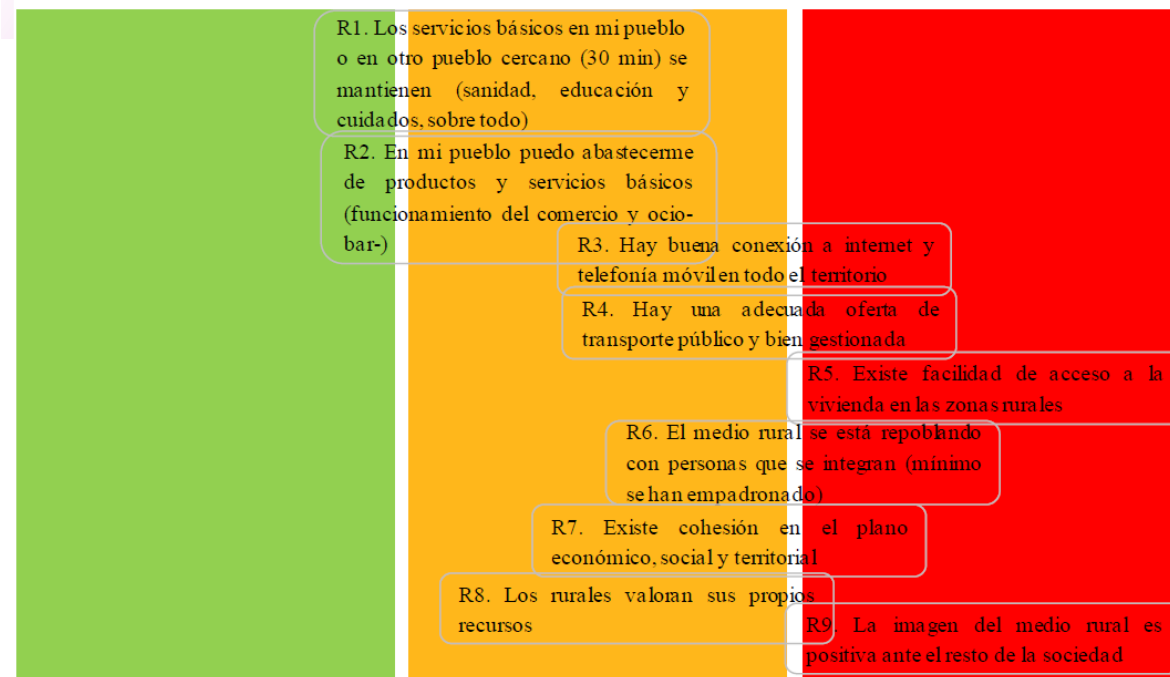 R1. Los servicios básicos en mi pueblo
o en otro pueblo cercano (30 min) se
mantienen (sanidad, educación y
cuidados, sobre todo)
R2. En mi pueblo puedo abastecerme
de productos y servicios básicos
(funcionamiento del comercio y ocio-
bar-)
R3. Hay buena conexión a internet y
telefonía móvil en todo el territorio
R4. Hay una adecuada oferta de
transporte público y bien gestionada
R5. Existe facilidad de acceso a la
vivienda en las zonas rurales
R6. El medio rural se está repoblando
con personas que se integran (mínimo
se han empadronado)
R7. Existe cohesión en el plano
económico, social y territorial
R8. Los rurales valoran sus propios
recursos
R9. La imagen del medio rural es
positiva ante el resto de la sociedad